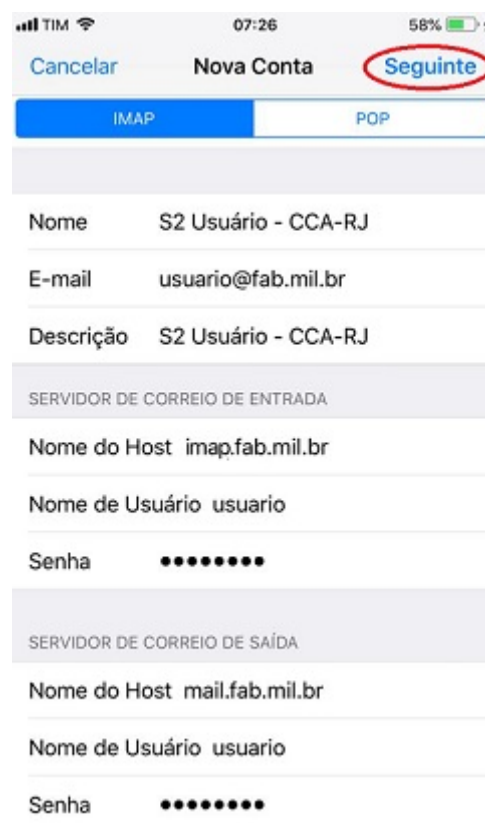 TIM 07:26 58%
Cancelar Nova Conta Seguinte
IMAP POP
Nome S2 Usuário - CCA-RJ
E-mail usuario@fab.mil.br
Descrição S2 Usuário - CCA-RJ
SERVIDOR DE CORREIO DE ENTRADA
Nome do Host imap.fab.mil.br
Nome de Usuário usuario
Senha ●●●●●●●●
SERVIDOR DE CORREIO DE SAÍDA
Nome do Host mail.fab.mil.br
Nome de Usuário usuario
Senha ●●●●●●●●